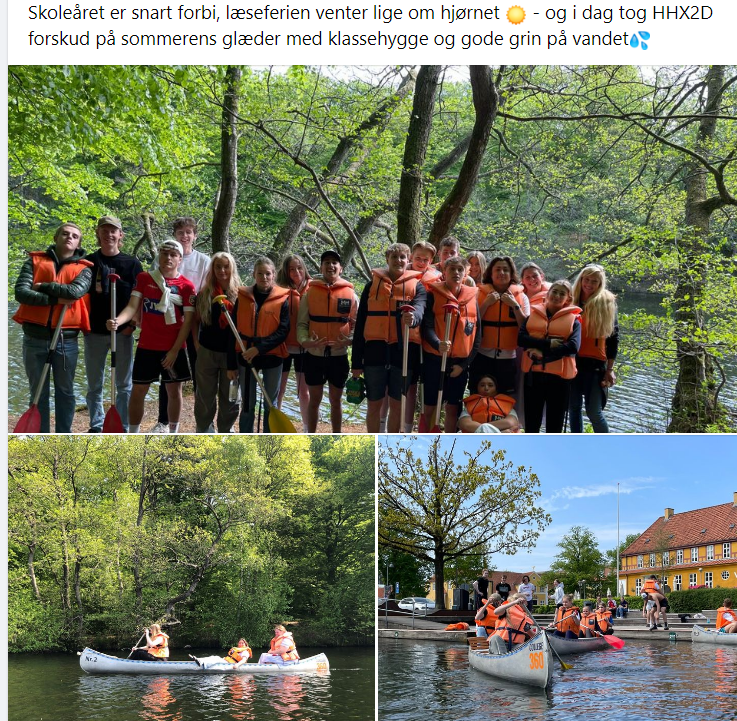 Skoleåret er snart forbi, læseferien venter lige om hjørnet 🌞 - og i dag tog HHX2D
forskud på sommerens glæder med klassehygge og gode grin på vandet💦
Nr.2
COLLEGE
360